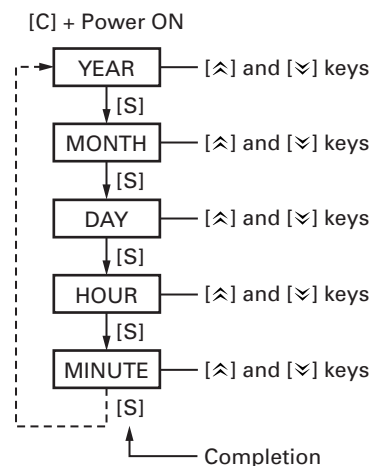 [C] + Power ON
YEAR [︽] and [︾] keys
[S]
MONTH [︽] and [︾] keys
[S]
DAY [︽] and [︾] keys
[S]
HOUR [︽] and [︾] keys
[S]
MINUTE [︽] and [︾] keys
[S]
Completion